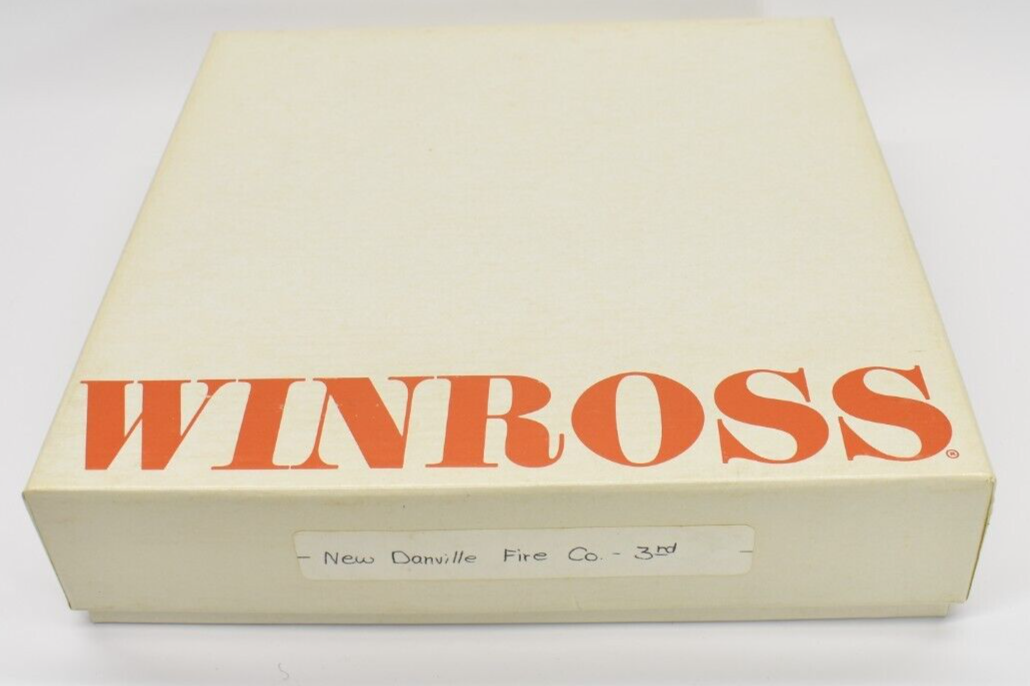 WINROSS®
- New Danville Fire Co. - 3rd -